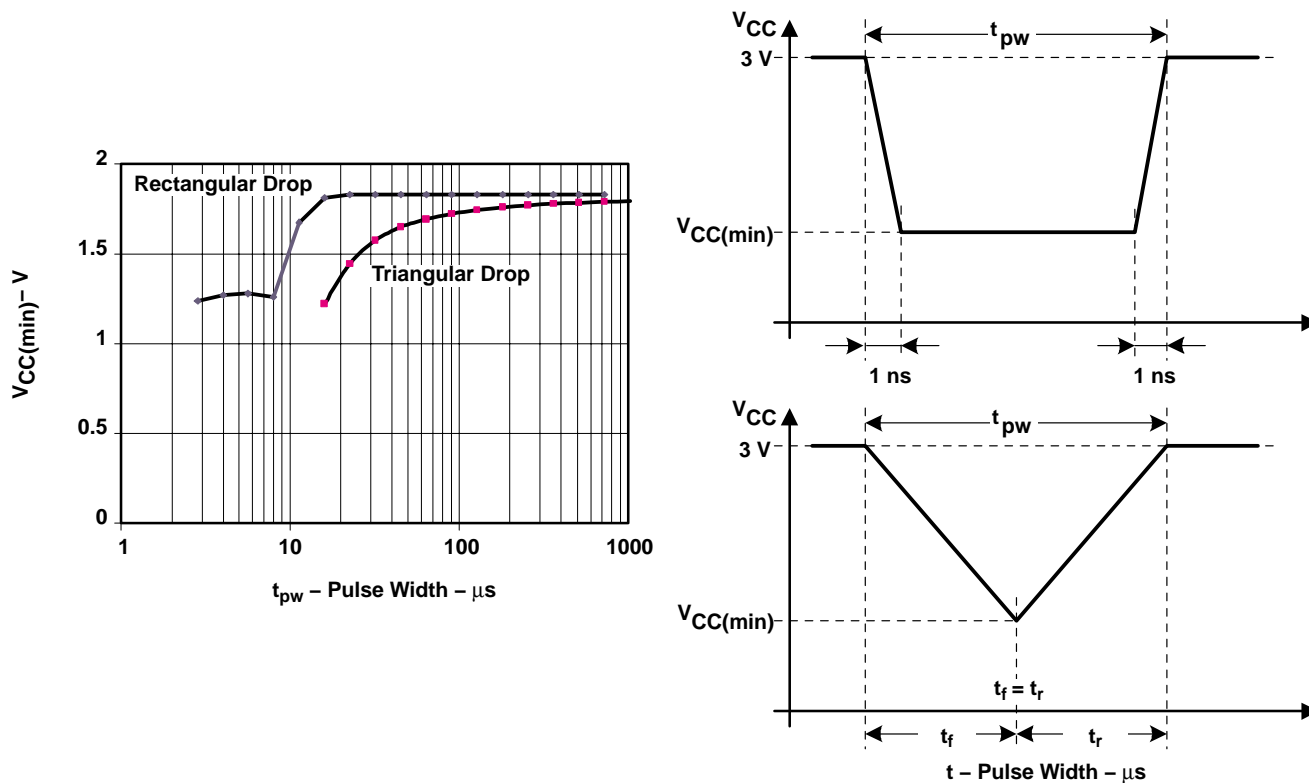 2
1.5
1
0.5
0
VCC(min) – V
Rectangular Drop
Triangular Drop
1
10
100
1000
tpw – Pulse Width – μs
VCC
3 V
tpw
VCC(min)
1 ns
1 ns
VCC
3 V
tpw
VCC(min)
tf = tr
tf
tr
t – Pulse Width – μs